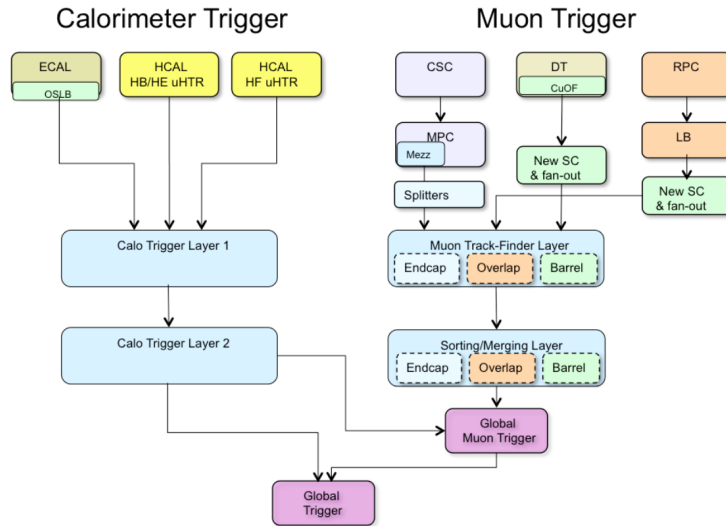 Calorimeter Trigger
Muon Trigger
ECAL
OSLB
HCAL
HB/HE uHTR
HCAL
HF uHTR
CSC
DT
CuOF
RPC
MPC
Mezz
LB
New SC
& fan-out
Splitters
New SC
& fan-out
Calo Trigger Layer 1
Muon Track-Finder Layer
Endcap
Overlap
Barrel
Calo Trigger Layer 2
Sorting/Merging Layer
Endcap
Overlap
Barrel
Global
Muon Trigger
Global
Trigger